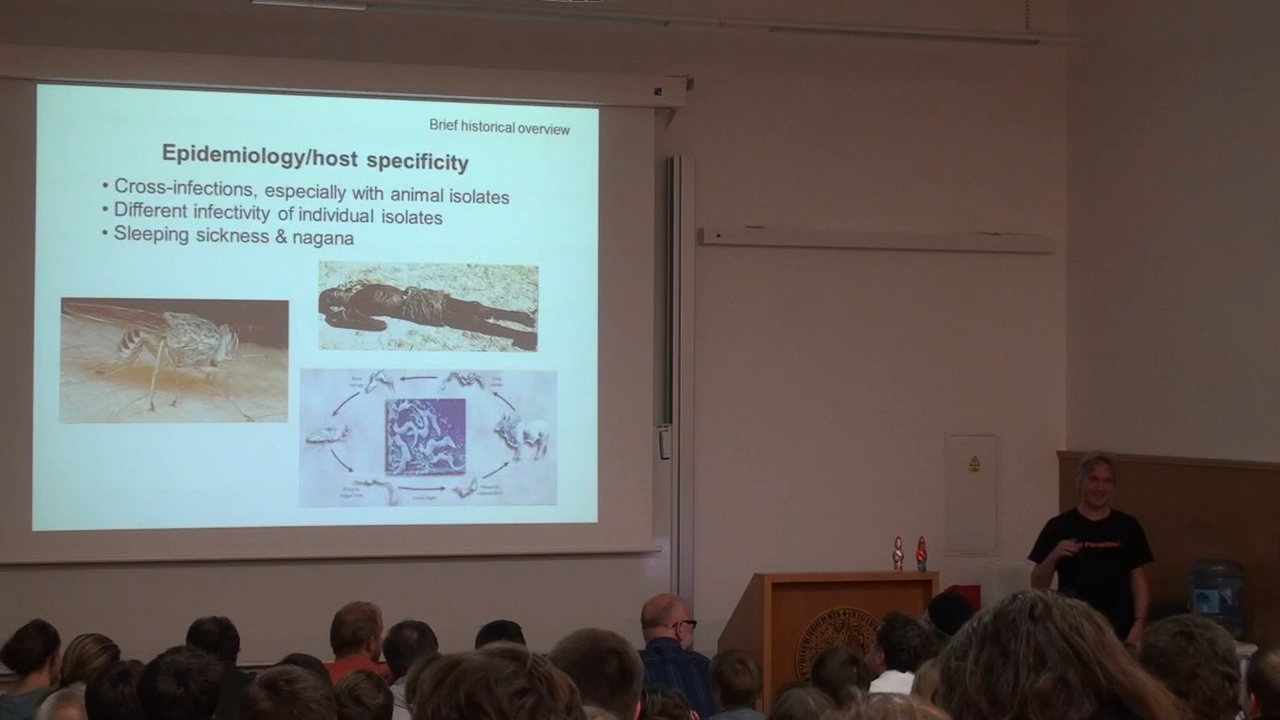 Brief historical overview
Epidemiology/host specificity
• Cross-infections, especially with animal isolates
• Different infectivity of individual isolates
• Sleeping sickness & nagana